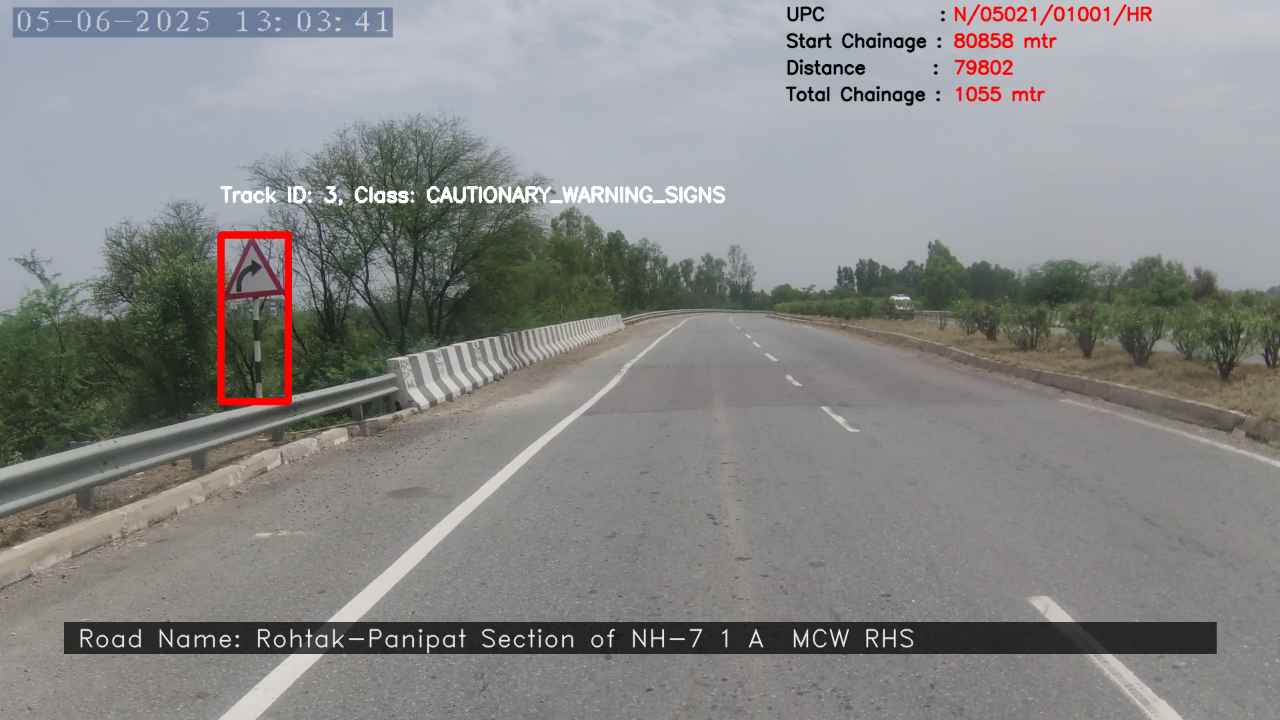 05-06-2025 13:03:41
UPC : N/05021/01001/HR
Start Chainage : 80858 mtr
Distance : 79802
Total Chainage : 1055 mtr
Track ID: 3, Class: CAUTIONARY_WARNING_SIGNS
Road Name: Rohtak-Panipat Section of NH-7 1 A MCW RHS